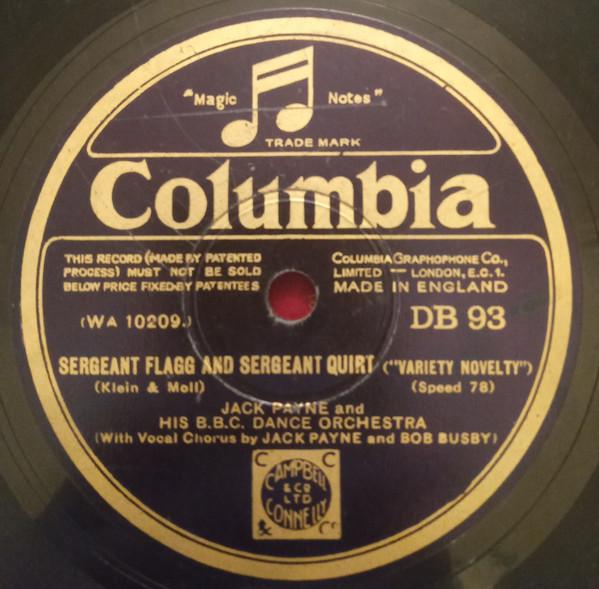 "Magic Notes"
TRADE MARK
Columbia
THIS RECORD (MADE BY PATENTED
PROCESS) MUST NOT BE SOLD
BELOW PRICE FIXED BY PATENTEES
COLUMBIA GRAPHOPHONE CO.,
LIMITED — LONDON, E.C.1.
MADE IN ENGLAND
(WA 10209.)
DB 93
SERGEANT FLAGG AND SERGEANT QUIRT ("VARIETY NOVELTY")
(Klein & Moll) (Speed 78)
JACK PAYNE and
HIS B.B.C. DANCE ORCHESTRA
(With Vocal Chorus by JACK PAYNE and BOB BUSBY)
C C
CAMPBELL
& CO
LTD
CONNELLY
& Co